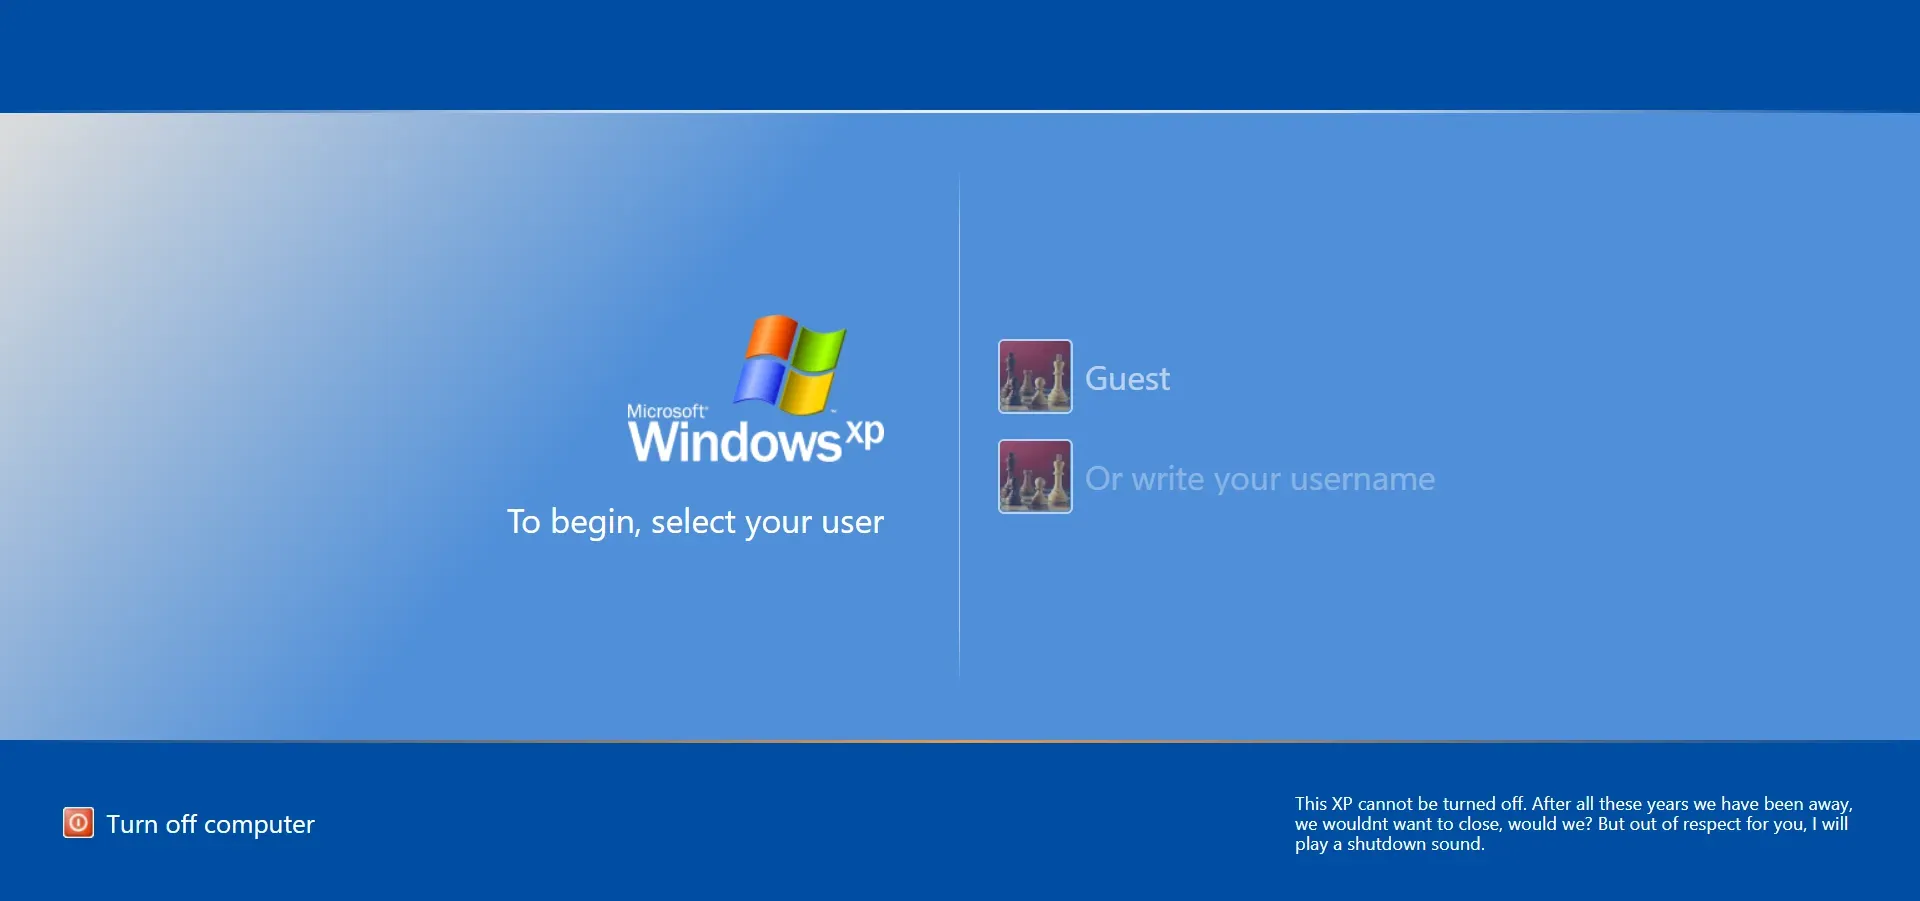 Microsoft®
Windows xp
™
To begin, select your user
Guest
Or write your username
Turn off computer
This XP cannot be turned off. After all these years we have been away,
we wouldnt want to close, would we? But out of respect for you, I will
play a shutdown sound.